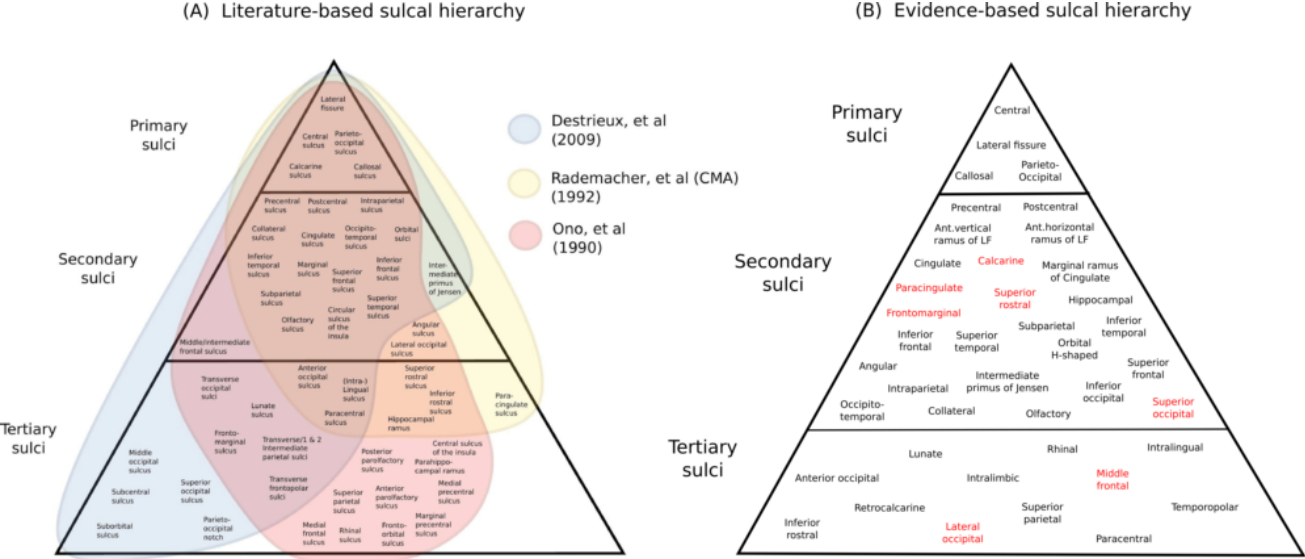 (A) Literature-based sulcal hierarchy
Primary
sulci
Secondary
sulci
Tertiary
sulci
Lateral
fissure
Central
sulcus
Parieto-
occipital
sulcus
Calcarine
sulcus
Callosal
sulcus
Precentral
sulcus
Postcentral
sulcus
Intraparietal
sulcus
Collateral
sulcus
Cingulate
sulcus
Occipito-
temporal
sulcus
Orbital
sulci
Inferior
temporal
sulcus
Marginal
sulcus
Superior
frontal
sulcus
Inferior
frontal
sulcus
Inter-
mediate
primus
of Jensen
Subparietal
sulcus
Circular
sulcus
of the
insula
Superior
temporal
sulcus
Olfactory
sulcus
Angular
sulcus
Middle/intermediate
frontal sulcus
Lateral occipital
sulcus
Transverse
occipital
sulci
Anterior
occipital
sulcus
(Intra-)
Lingual
sulcus
Superior
rostral
sulcus
Inferior
rostral
sulcus
Para-
cingulate
sulcus
Lunate
sulcus
Paracentral
sulcus
Hippocampal
ramus
Fronto-
marginal
sulcus
Transverse/1 & 2
Intermediate
parietal sulci
Central sulcus
of the insula
Middle
occipital
sulcus
Posterior
parolfactory
sulcus
Parahippo-
campal ramus
Subcentral
sulcus
Superior
occipital
sulcus
Transverse
frontopolar
sulci
Superior
parietal
sulcus
Anterior
parolfactory
sulcus
Medial
precentral
sulcus
Suborbital
sulcus
Parieto-
occipital
notch
Medial
frontal
sulcus
Rhinal
sulcus
Fronto-
orbital
sulcus
Marginal
precentral
sulcus
Destrieux, et al
(2009)
Rademacher, et al (CMA)
(1992)
Ono, et al
(1990)
(B) Evidence-based sulcal hierarchy
Primary
sulci
Secondary
sulci
Tertiary
sulci
Central
Lateral fissure
Callosal
Parieto-
Occipital
Precentral
Postcentral
Ant.vertical
ramus of LF
Ant.horizontal
ramus of LF
Cingulate
Calcarine
Marginal ramus
of Cingulate
Paracingulate
Superior
rostral
Hippocampal
Frontomarginal
Inferior
frontal
Superior
temporal
Subparietal
Inferior
temporal
Orbital
H-shaped
Angular
Superior
frontal
Intraparietal
Intermediate
primus of Jensen
Inferior
occipital
Occipito-
temporal
Collateral
Olfactory
Superior
occipital
Lunate
Rhinal
Intralingual
Anterior occipital
Intralimbic
Middle
frontal
Retrocalcarine
Superior
parietal
Temporopolar
Inferior
rostral
Lateral
occipital
Paracentral